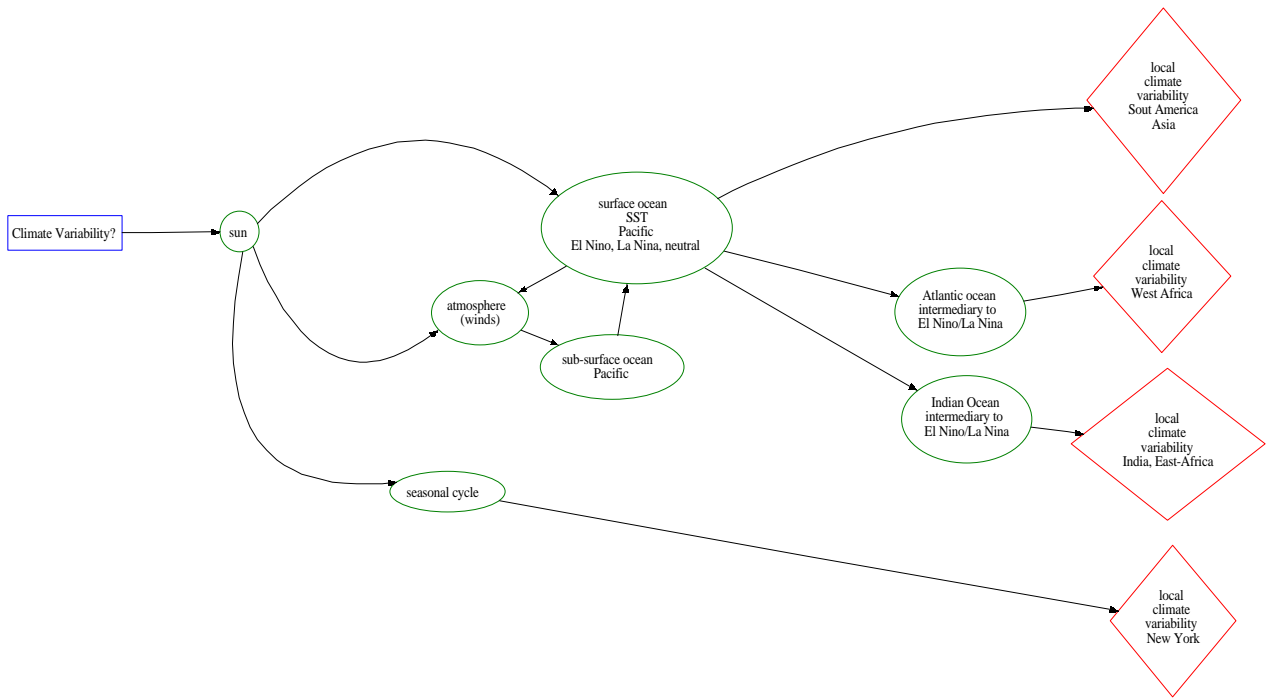 Climate Variability?
sun
surface ocean
SST
Pacific
El Nino, La Nina, neutral
atmosphere
(winds)
sub-surface ocean
Pacific
seasonal cycle
Atlantic ocean
intermediary to
El Nino/La Nina
Indian Ocean
intermediary to
El Nino/La Nina
local
climate
variability
Sout America
Asia
local
climate
variability
West Africa
local
climate
variability
India, East-Africa
local
climate
variability
New York